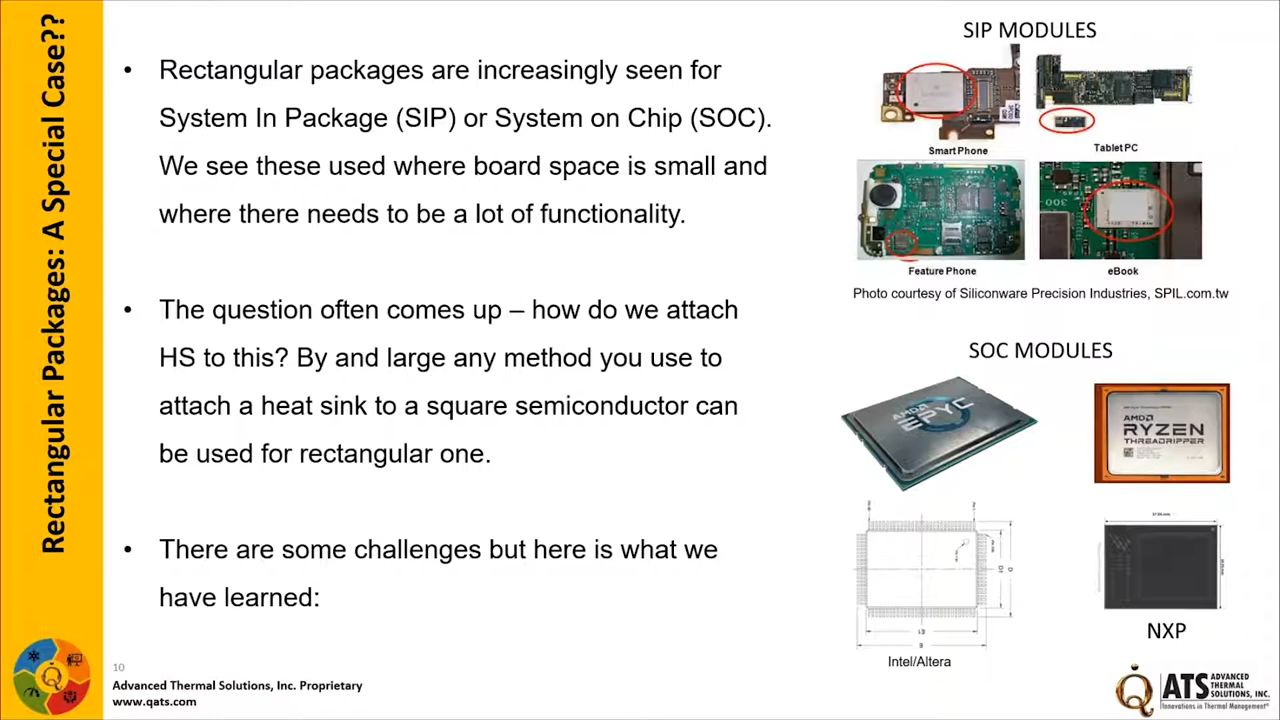 Rectangular Packages: A Special Case??
• Rectangular packages are increasingly seen for
System In Package (SIP) or System on Chip (SOC).
We see these used where board space is small and
where there needs to be a lot of functionality.
• The question often comes up – how do we attach
HS to this? By and large any method you use to
attach a heat sink to a square semiconductor can
be used for rectangular one.
• There are some challenges but here is what we
have learned:
SIP MODULES
Smart Phone
Tablet PC
Feature Phone
eBook
Photo courtesy of Siliconware Precision Industries, SPIL.com.tw
SOC MODULES
AMD
EPYC
AMD
RYZEN
THREADRIPPER
D1
D
E1
Intel/Altera
NXP
10
Advanced Thermal Solutions, Inc. Proprietary
www.qats.com
Q
ATS
ADVANCED
THERMAL
SOLUTIONS, INC.
Innovations in Thermal Management®